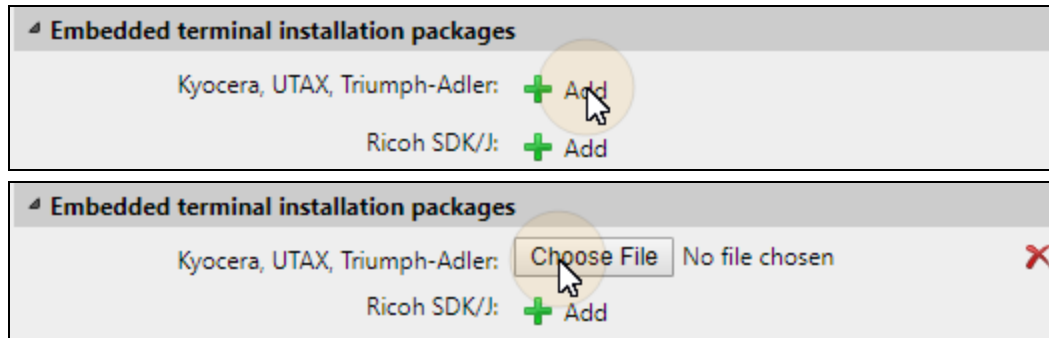 Embedded terminal installation packages
Kyocera, UTAX, Triumph-Adler: Add
Ricoh SDK/J: Add
Embedded terminal installation packages
Kyocera, UTAX, Triumph-Adler: Choose File No file chosen
Ricoh SDK/J: Add